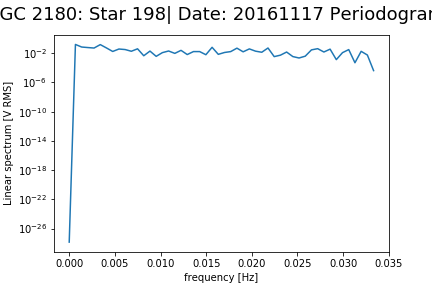 GC 2180: Star 198| Date: 20161117 Periodogra
10⁻²
10⁻⁶
10⁻¹⁰
10⁻¹⁴
10⁻¹⁸
10⁻²²
10⁻²⁶
Linear spectrum [V RMS]
0.000 0.005 0.010 0.015 0.020 0.025 0.030 0.035
frequency [Hz]